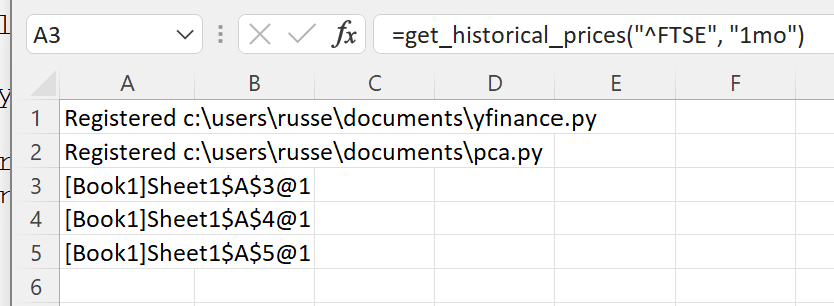 A3 fx =get_historical_prices("^FTSE", "1mo")
A B C D E F
1 Registered c:\users\russe\documents\yfinance.py
2 Registered c:\users\russe\documents\pca.py
3 [Book1]Sheet1$A$3@1
4 [Book1]Sheet1$A$4@1
5 [Book1]Sheet1$A$5@1
6